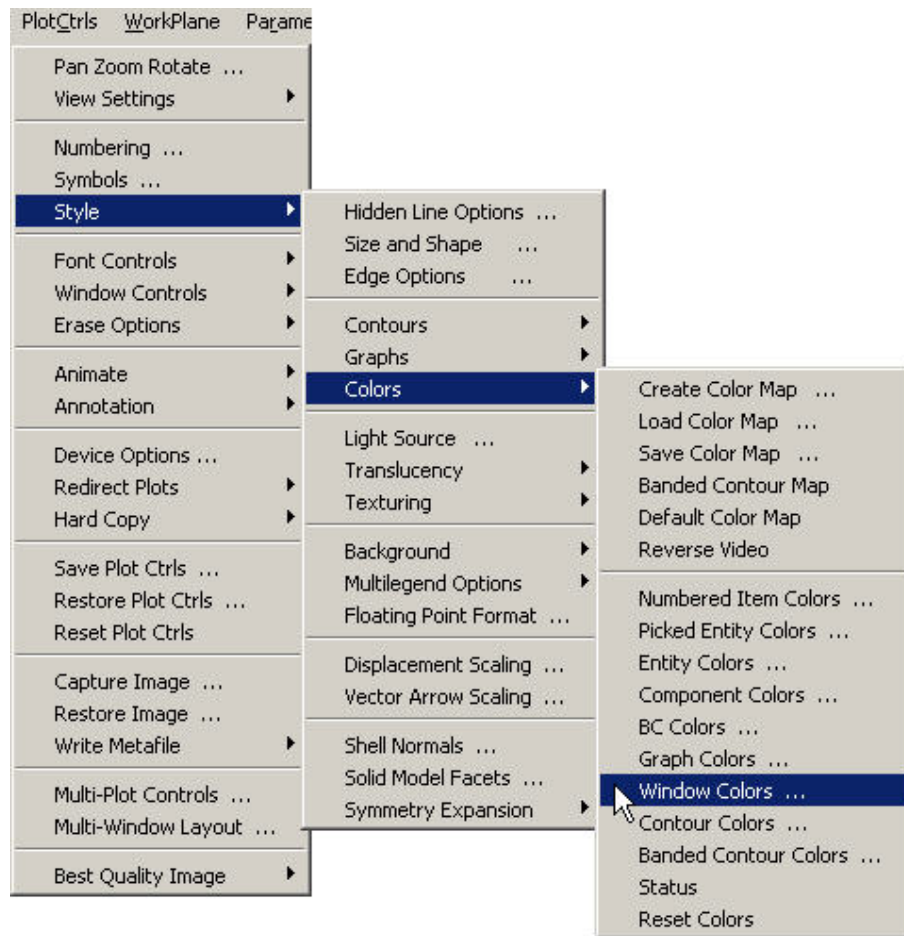 PlotCtrls WorkPlane Parame
Pan Zoom Rotate ...
View Settings
Numbering ...
Symbols ...
Style
Font Controls
Window Controls
Erase Options
Animate
Annotation
Device Options ...
Redirect Plots
Hard Copy
Save Plot Ctrls ...
Restore Plot Ctrls ...
Reset Plot Ctrls
Capture Image ...
Restore Image ...
Write Metafile
Multi-Plot Controls ...
Multi-Window Layout ...
Best Quality Image
Hidden Line Options ...
Size and Shape ...
Edge Options ...
Contours
Graphs
Colors
Light Source ...
Translucency
Texturing
Background
Multilegend Options
Floating Point Format ...
Displacement Scaling ...
Vector Arrow Scaling ...
Shell Normals ...
Solid Model Facets ...
Symmetry Expansion
Create Color Map ...
Load Color Map ...
Save Color Map ...
Banded Contour Map
Default Color Map
Reverse Video
Numbered Item Colors ...
Picked Entity Colors ...
Entity Colors ...
Component Colors ...
BC Colors ...
Graph Colors ...
Window Colors ...
Contour Colors ...
Banded Contour Colors ...
Status
Reset Colors